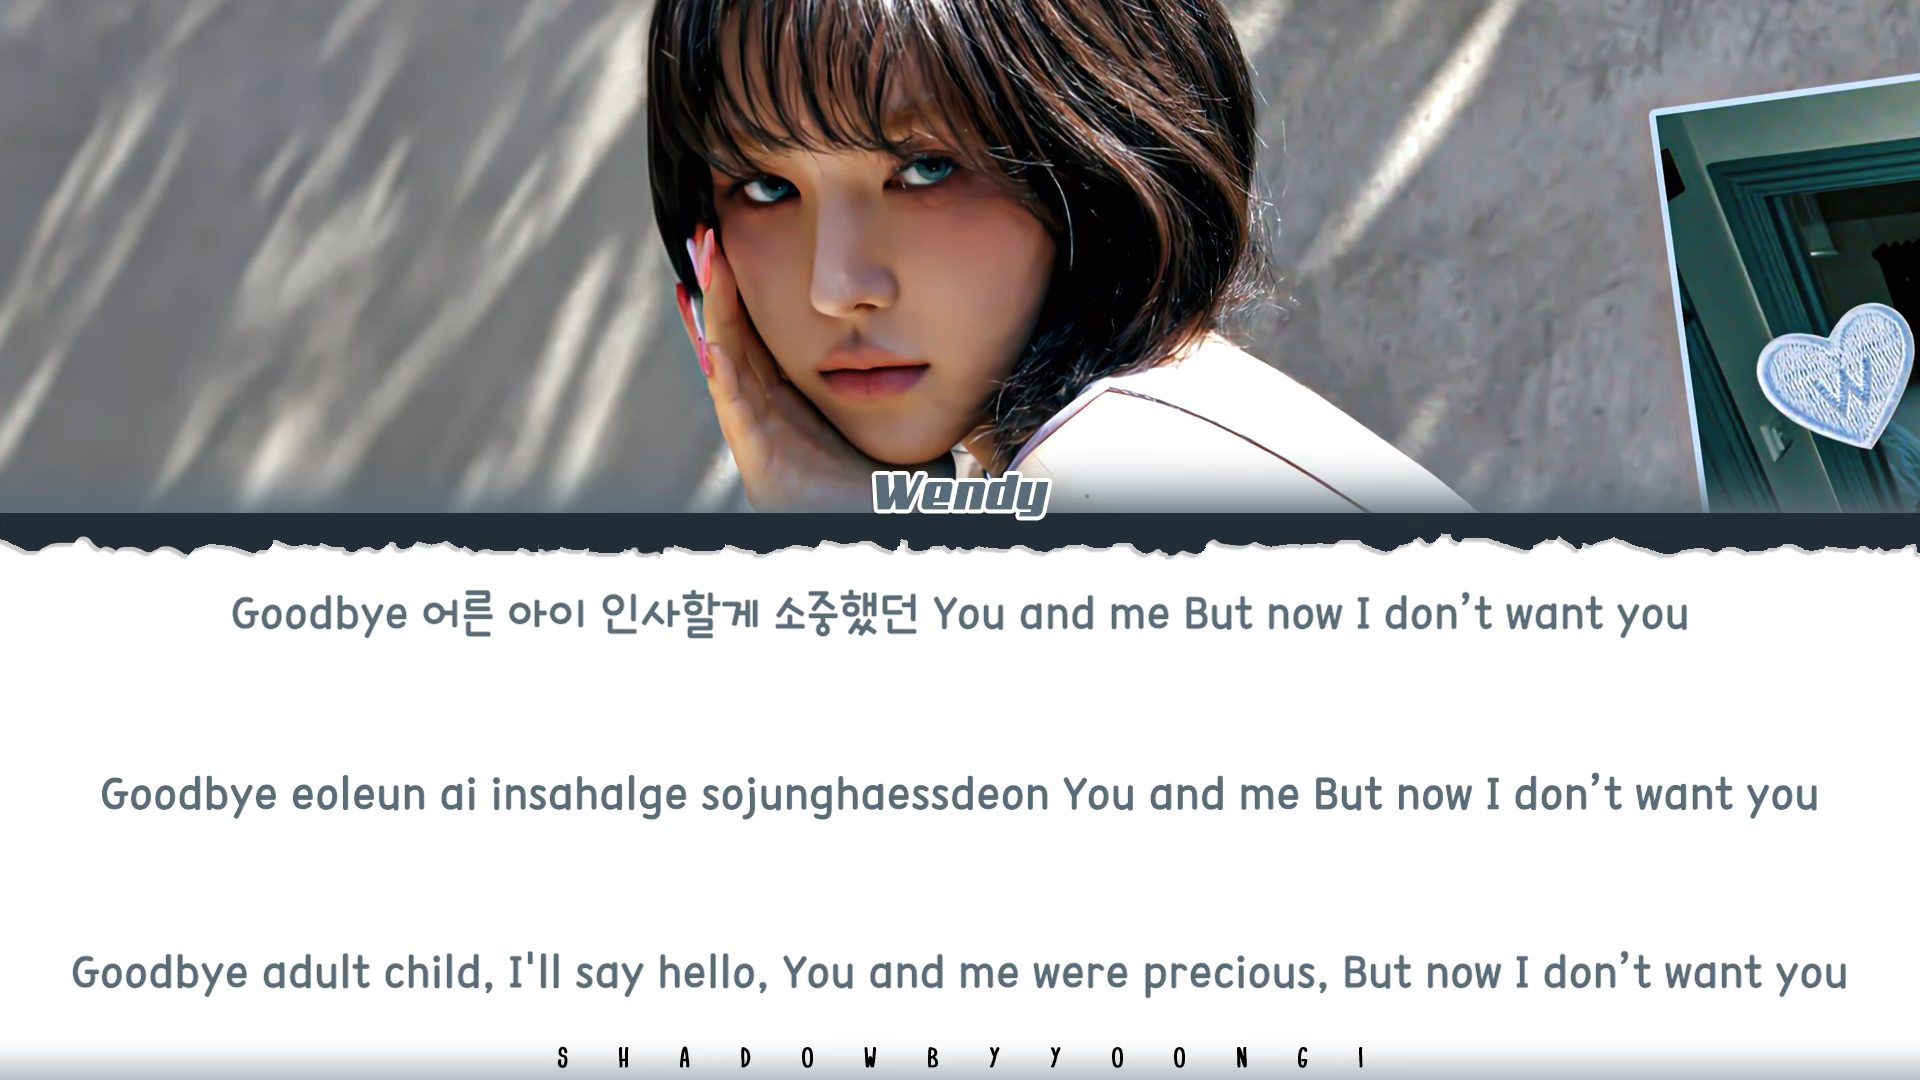 W
Wendy
Goodbye 어른 아이 인사할게 소중했던 You and me But now I don’t want you
Goodbye eoleun ai insahalge sojunghaessdeon You and me But now I don’t want you
Goodbye adult child, I'll say hello, You and me were precious, But now I don’t want you
S H A D O W B Y Y O O N G I